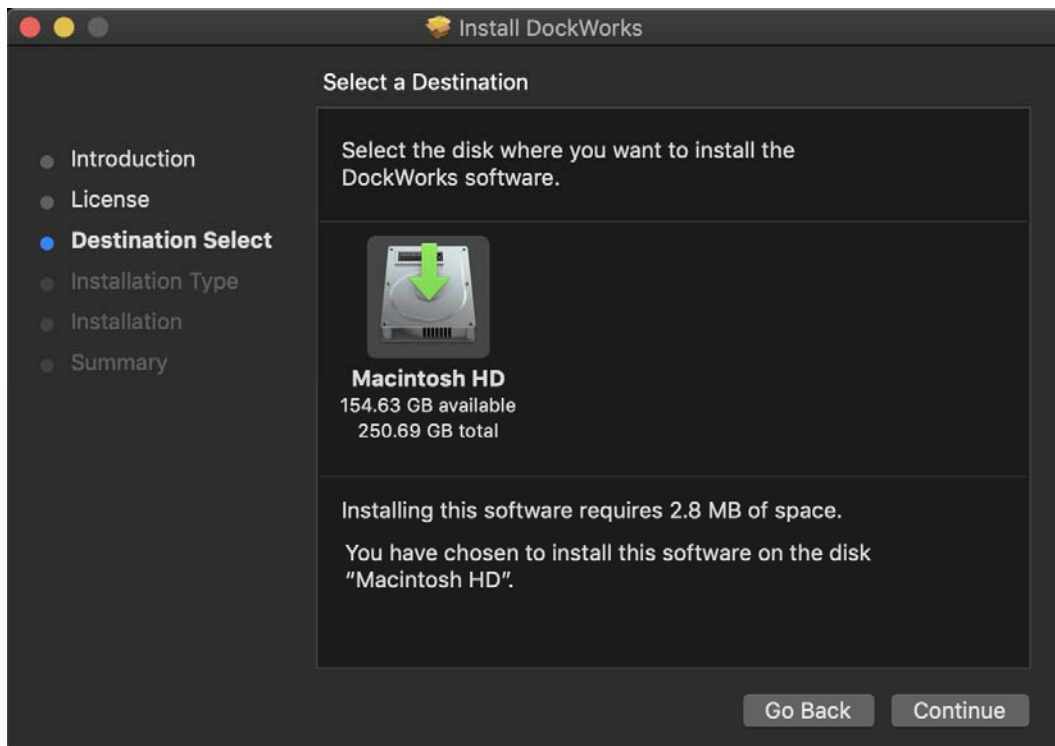 Install DockWorks
Select a Destination
Introduction
License
Destination Select
Installation Type
Installation
Summary
Select the disk where you want to install the
DockWorks software.
Macintosh HD
154.63 GB available
250.69 GB total
Installing this software requires 2.8 MB of space.
You have chosen to install this software on the disk
“Macintosh HD”.
Go Back
Continue